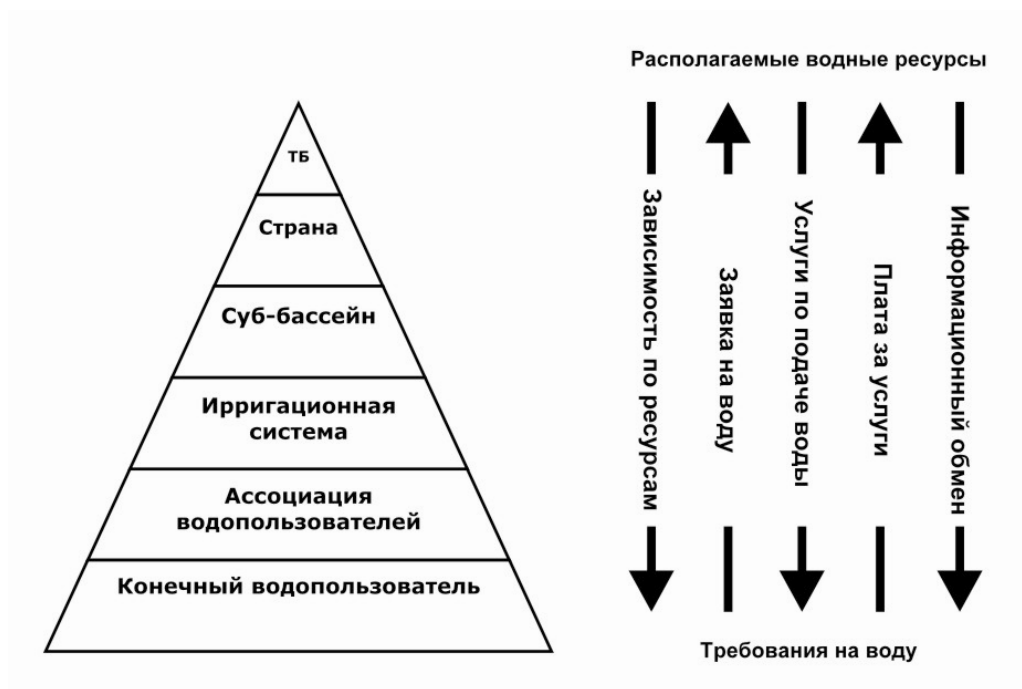 ТБ
Страна
Суб-бассейн
Ирригационная
система
Ассоциация
водопользователей
Конечный водопользователь
Располагаемые водные ресурсы
Зависимость по ресурсам
Заявка на воду
Услуги по подаче воды
Плата за услуги
Информационный обмен
Требования на воду